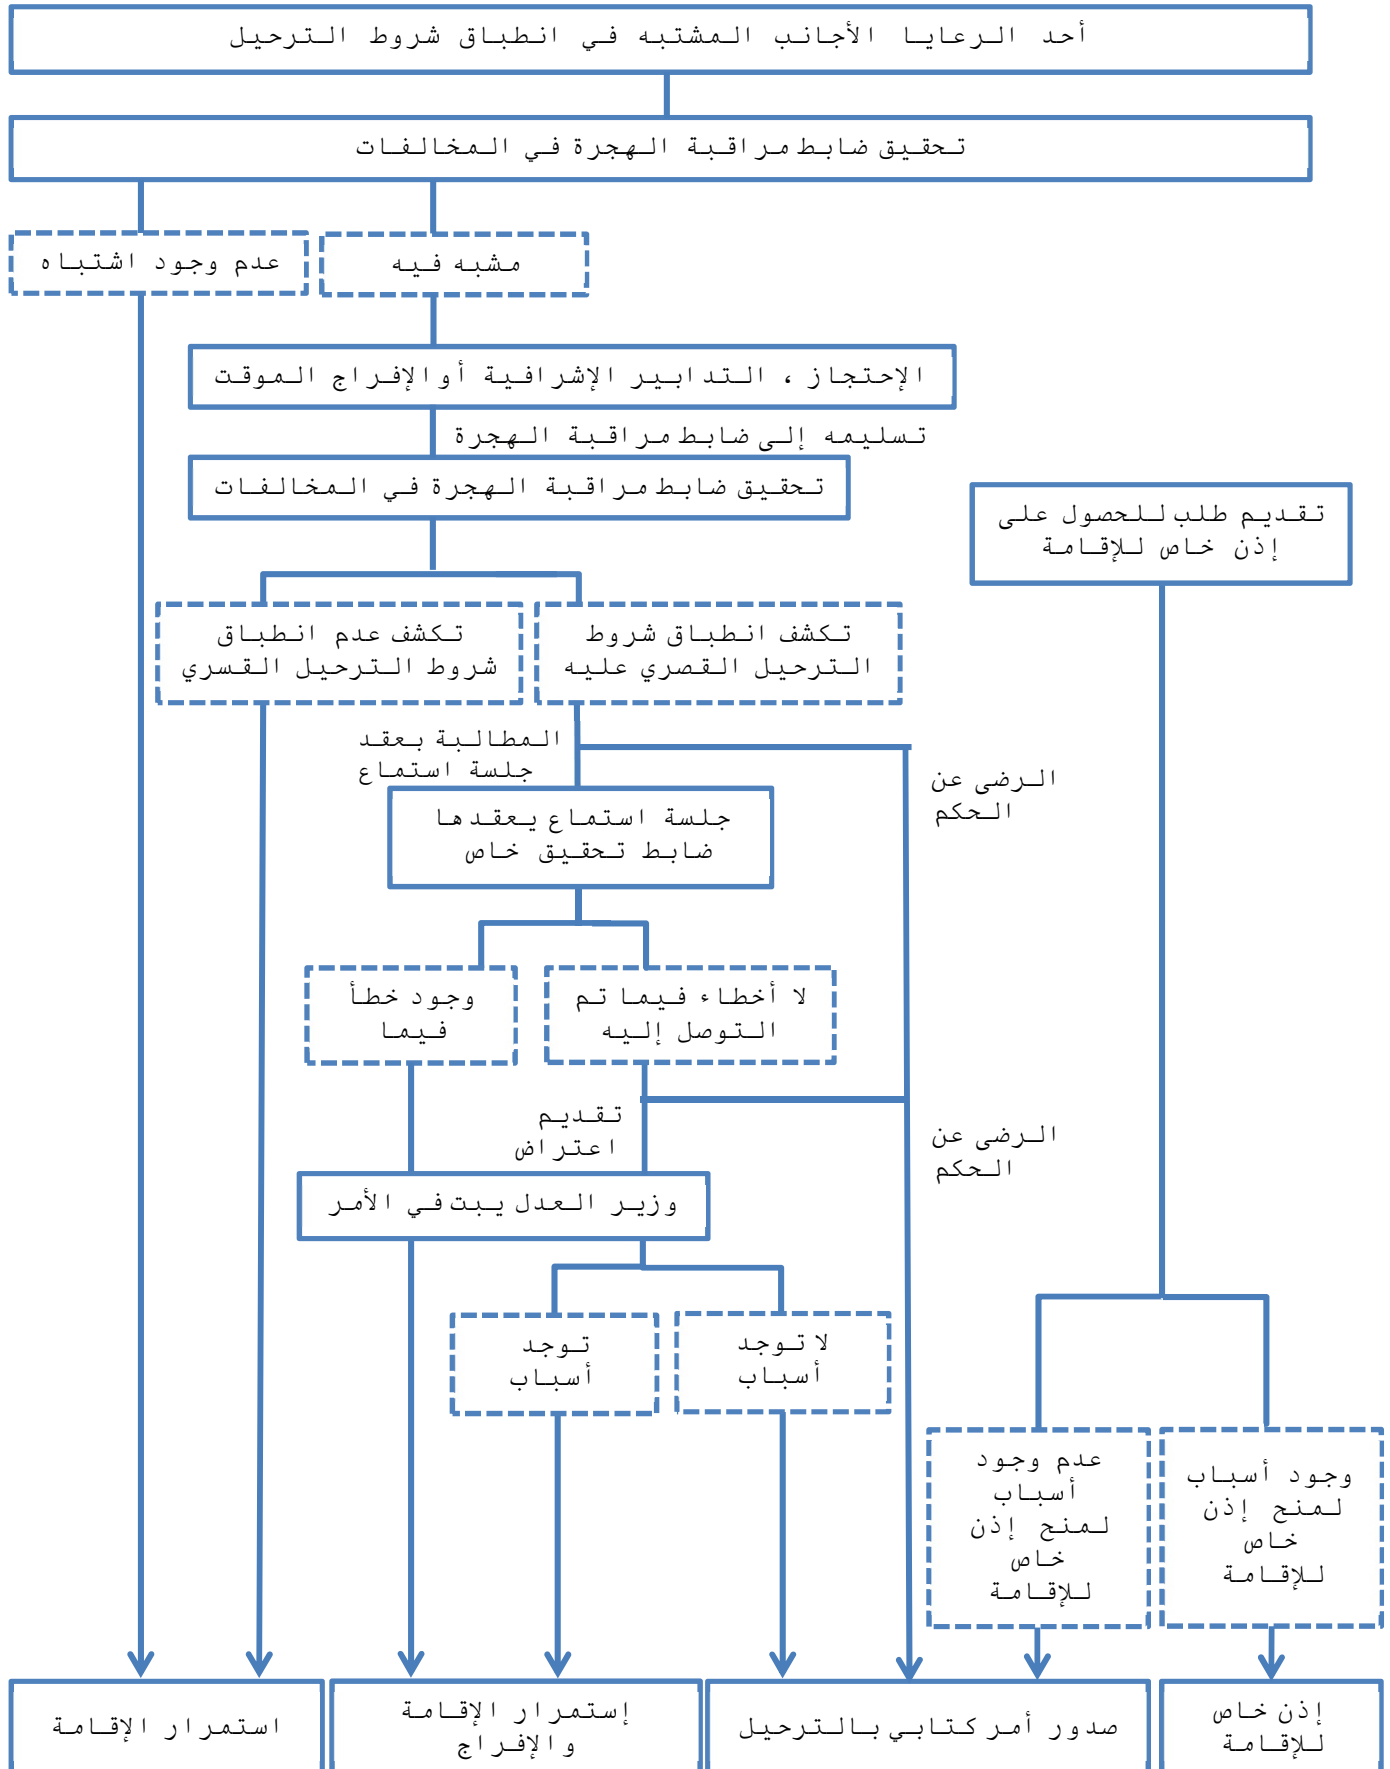 أحد الرعايا الأجانب المشتبه في انطباق شروط الترحيل
تحقيق ضابط مراقبة الهجرة في المخالفات
مشبه فيه
عدم وجود اشتباه
الإحتجاز ، التدابير الإشرافية أوالإفراج الموقت
تسليمه إلى ضابط مراقبة الهجرة
تحقيق ضابط مراقبة الهجرة في المخالفات
تقديم طلب للحصول على
إذن خاص للإقامة
تكشف انطباق شروط
الترحيل القصري عليه
تكشف عدم انطباق
شروط الترحيل القسري
المطالبة بعقد
جلسة استماع
الرضى عن
الحكم
جلسة استماع يعقدها
ضابط تحقيق خاص
لا أخطاء فيما تم
التوصل إليه
وجود خطأ
فيما
تقديم
اعتراض
الرضى عن
الحكم
وزير العدل يبت في الأمر
لا توجد
أسباب
توجد
أسباب
وجود أسباب
لمنح إذن
خاص
للإقامة
عدم وجود
أسباب
لمنح إذن
خاص
للإقامة
إذن خاص
للإقامة
صدور أمر كتابي بالترحيل
إستمرار الإقامة
والإفراج
استمرار الإقامة